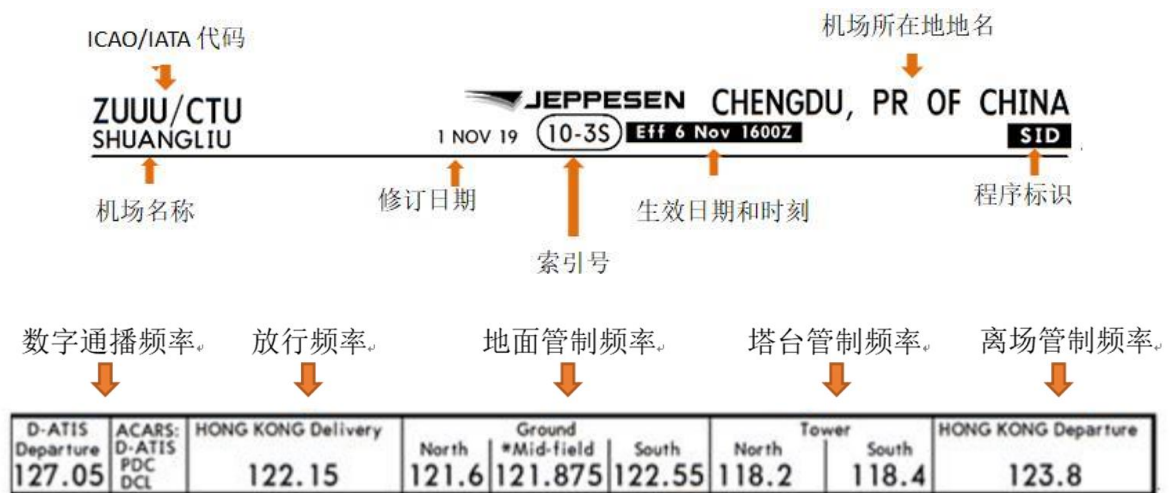 ICAO/IATA 代码
机场所在地地名
ZUUU/CTU
JEPPESEN CHENGDU, PR OF CHINA
SHUANGLIU
1 NOV 19 10-3S Eff 6 Nov 1600Z SID
机场名称
修订日期
生效日期和时刻
程序标识
索引号
数字通播频率 放行频率 地面管制频率 塔台管制频率 离场管制频率
D-ATIS ACARS: HONG KONG Delivery Ground Tower HONG KONG Departure
Departure D-ATIS North *Mid-field South North South
127.05 PDC 122.15 121.6 121.875 122.55 118.2 118.4 123.8
DCL